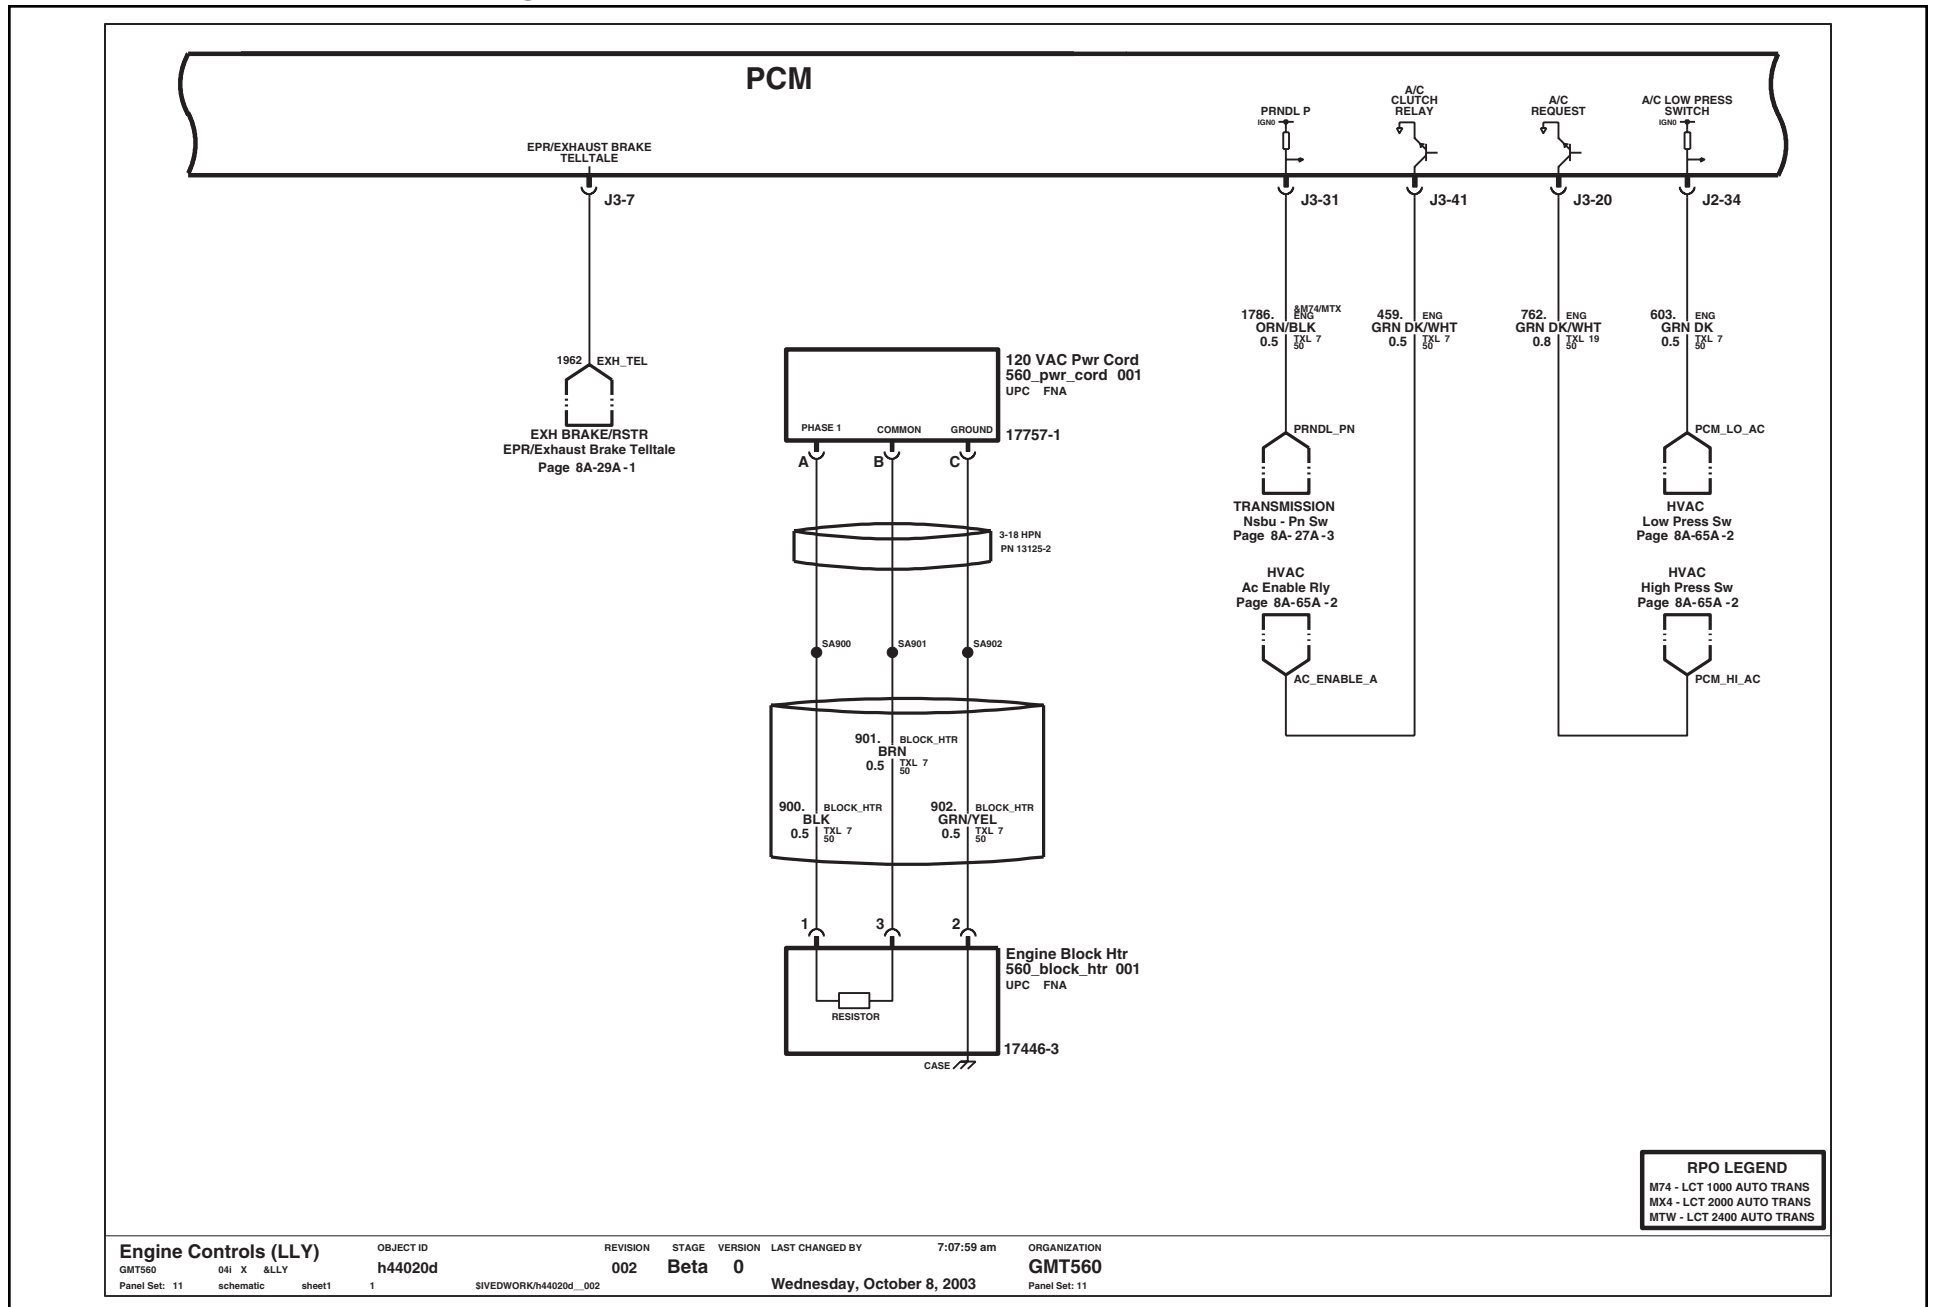 PCM
EPR/EXHAUST BRAKE
TELLTALE
PRNDL P
IGN0
A/C
CLUTCH
RELAY
A/C
REQUEST
A/C LOW PRESS
SWITCH
IGN0
J3-7
J3-31
J3-41
J3-20
J2-34
1786. &M74/MTX
ENG
ORN/BLK
0.5 TXL 7
50
459. ENG
GRN DK/WHT
0.5 TXL 7
50
762. ENG
GRN DK/WHT
0.8 TXL 19
50
603. ENG
GRN DK
0.5 TXL 7
50
1962 EXH_TEL
EXH BRAKE/RSTR
EPR/Exhaust Brake Telltale
Page 8A-29A-1
120 VAC Pwr Cord
560_pwr_cord 001
UPC FNA
PHASE 1 COMMON GROUND
17757-1
A B C
PRNDL_PN
TRANSMISSION
Nsbu - Pn Sw
Page 8A- 27A-3
PCM_LO_AC
HVAC
Low Press Sw
Page 8A-65A-2
3-18 HPN
PN 13125-2
HVAC
Ac Enable Rly
Page 8A-65A-2
AC_ENABLE_A
HVAC
High Press Sw
Page 8A-65A-2
PCM_HI_AC
SA900 SA901 SA902
901. BLOCK_HTR
BRN
0.5 TXL 7
50
900. BLOCK_HTR
BLK
0.5 TXL 7
50
902. BLOCK_HTR
GRN/YEL
0.5 TXL 7
50
1 3 2
Engine Block Htr
560_block_htr 001
UPC FNA
RESISTOR
17446-3
CASE
RPO LEGEND
M74 - LCT 1000 AUTO TRANS
MX4 - LCT 2000 AUTO TRANS
MTW - LCT 2400 AUTO TRANS
Engine Controls (LLY)
GMT560 04i X &LLY
Panel Set: 11 schematic sheet1 1
OBJECT ID
h44020d
$IVEDWORK/h44020d__002
REVISION
002
STAGE
Beta
VERSION
0
LAST CHANGED BY 7:07:59 am
Wednesday, October 8, 2003
ORGANIZATION
GMT560
Panel Set: 11